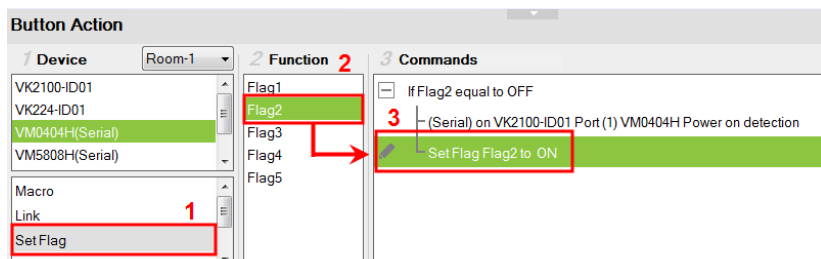 Button Action
1 Device
Room-1
2 Function
2
3 Commands
VK2100-ID01
VK224-ID01
VM0404H(Serial)
VM5808H(Serial)
Macro
Link
1
Set Flag
Flag1
Flag2
Flag3
Flag4
Flag5
If Flag2 equal to OFF
3
(Serial) on VK2100-ID01 Port (1) VM0404H Power on detection
Set Flag Flag2 to ON